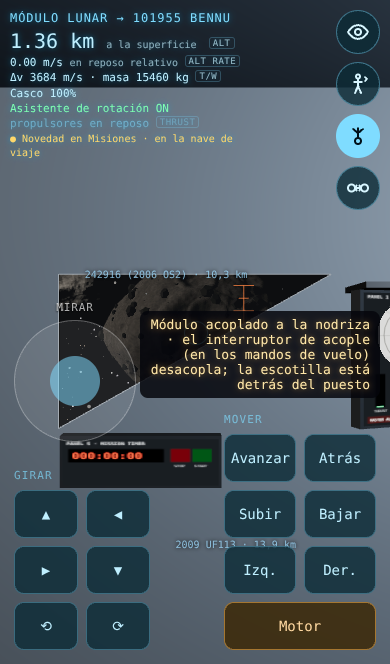 MÓDULO LUNAR → 101955 BENNU
1.36 km a la superficie ALT
0.00 m/s en reposo relativo ALT RATE
Δv 3684 m/s · masa 15460 kg T/W
Casco 100%
Asistente de rotación ON
propulsores en reposo THRUST
● Novedad en Misiones · en la nave de
viaje
242916 (2006 OS2) · 10,3 km
MIRAR
Módulo acoplado a la nodriza
· el interruptor de acople
(en los mandos de vuelo)
desacopla; la escotilla está
detrás del puesto
MOVER
000:00:00
Avanzar
Atrás
GIRAR
▲
◄
Subir
Bajar
2009 UF113 · 13,9 km
►
▼
Izq.
Der.
⟲
⟳
Motor